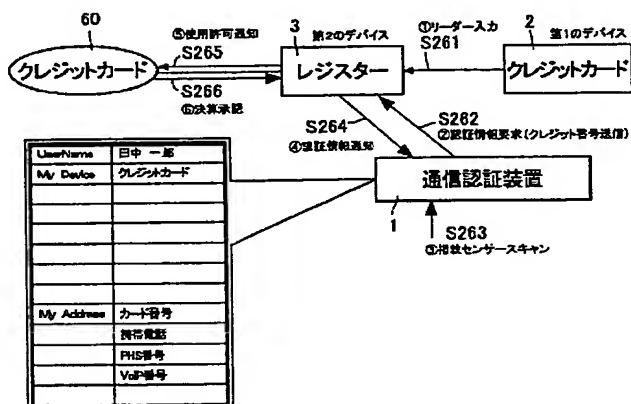 60
クレジットカード
⑤使用許可通知
S265
S266
⑥決算承認
3
第2のデバイス
レジスター
①リーダー入力
S261
2
第1のデバイス
クレジットカード
S264
④認証情報通知
S262
②認証情報要求(クレジット番号送信)
通信認証装置
1
S263
③指紋センサースキャン
UserName 田中 一郎
My Device クレジットカード
My Address カード番号
携帯電話
PHS番号
VoIP番号